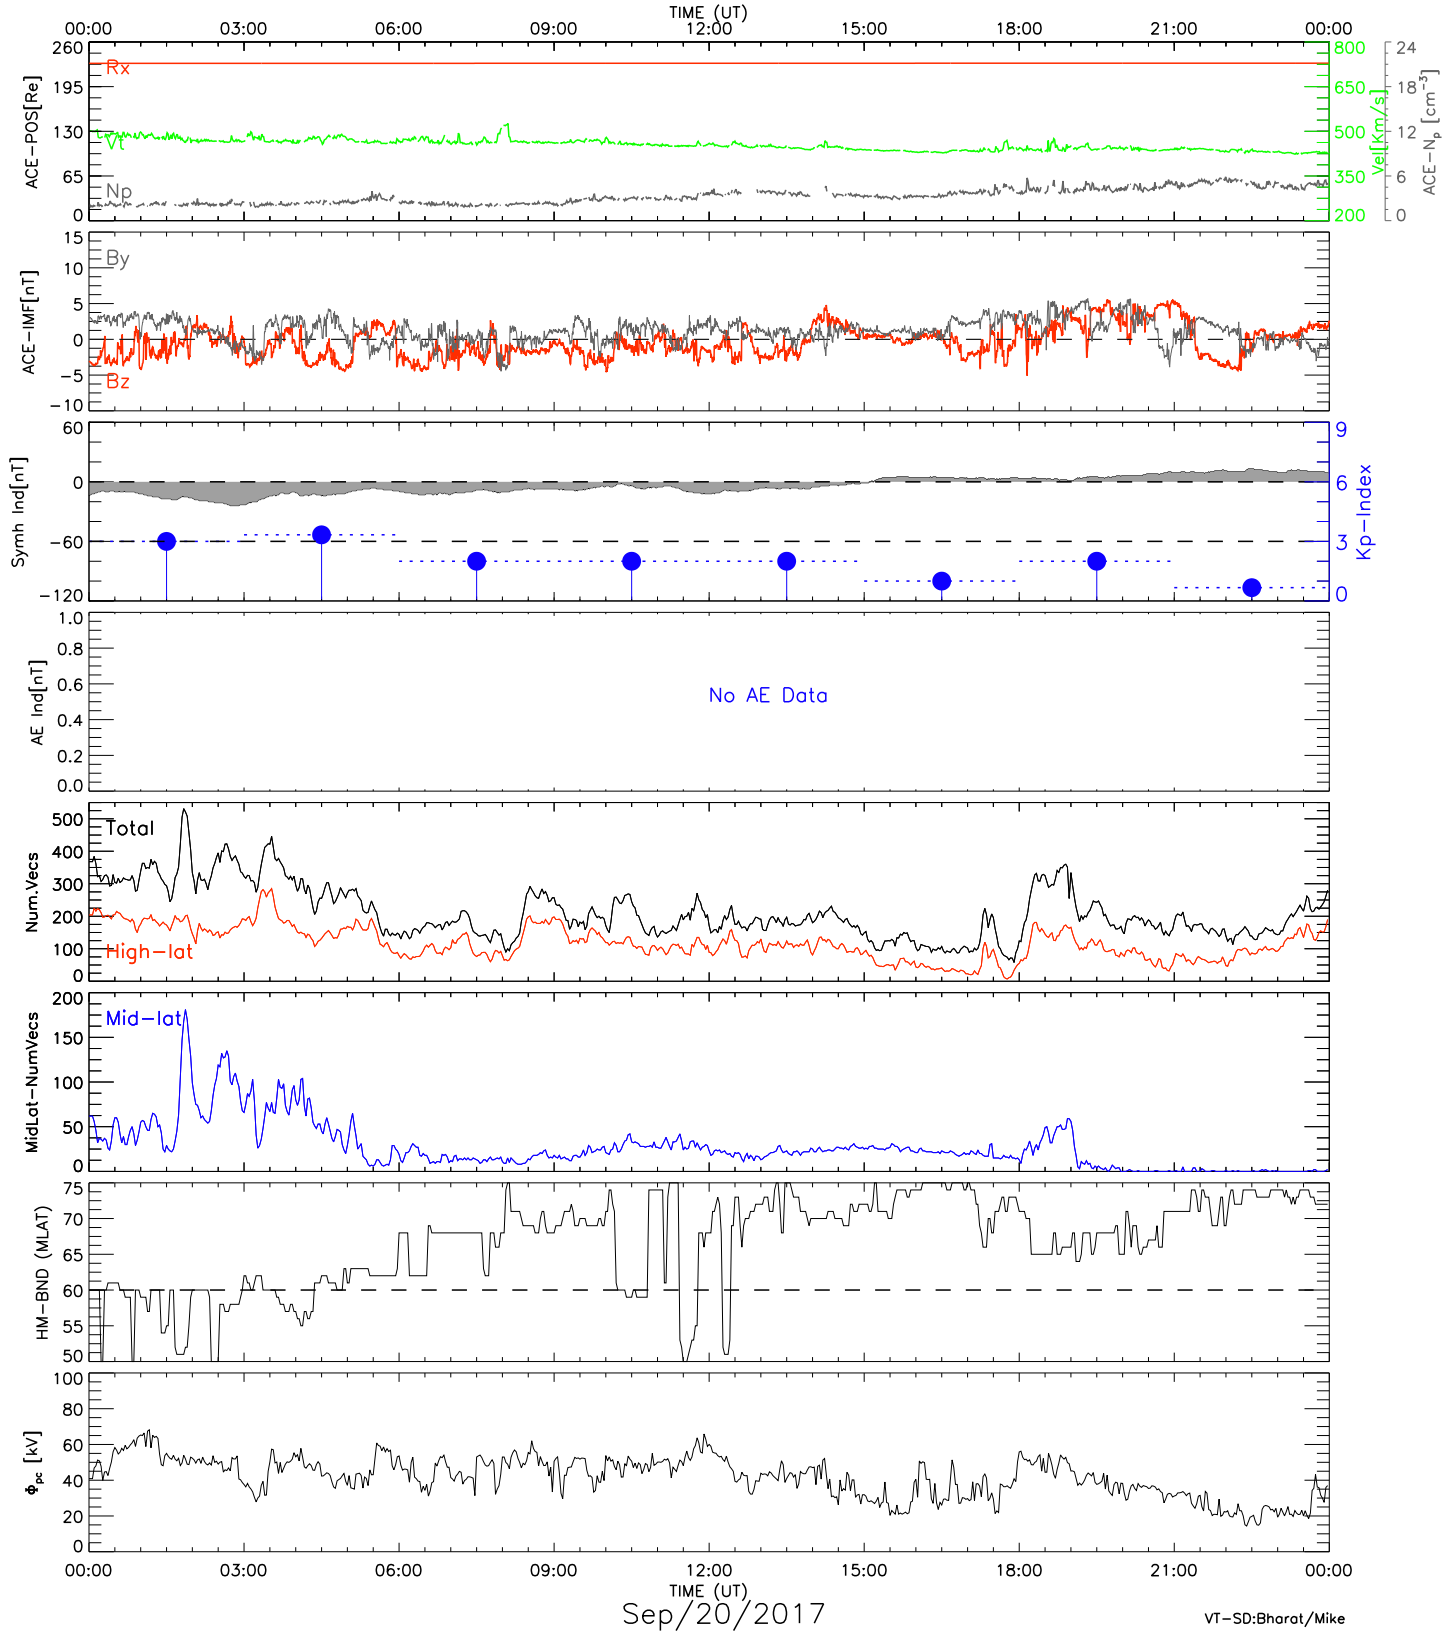 TIME (UT)
00:00 03:00 06:00 09:00 12:00 15:00 18:00 21:00 00:00
260 195 130 65 0
ACE-POS[Re]
Rx
Vt
Np
800 650 500 350 200
Vel[Km/s]
24 18 12 6 0
ACE-Np [cm-3]
15 10 5 0 -5 -10
ACE-IMF[nT]
By
Bz
60 0 -60 -120
Symh Ind[nT]
9 6 3 0
Kp-Index
1.0 0.8 0.6 0.4 0.2 0.0
AE Ind[nT]
No AE Data
500 400 300 200 100 0
Num.Vecs
Total
High-lat
200 150 100 50 0
MidLat-NumVecs
Mid-lat
75 70 65 60 55 50
HM-BND (MLAT)
100 80 60 40 20 0
Φpc [kV]
00:00 03:00 06:00 09:00 12:00 15:00 18:00 21:00 00:00
TIME (UT)
Sep/20/2017
VT-SD:Bharat/Mike